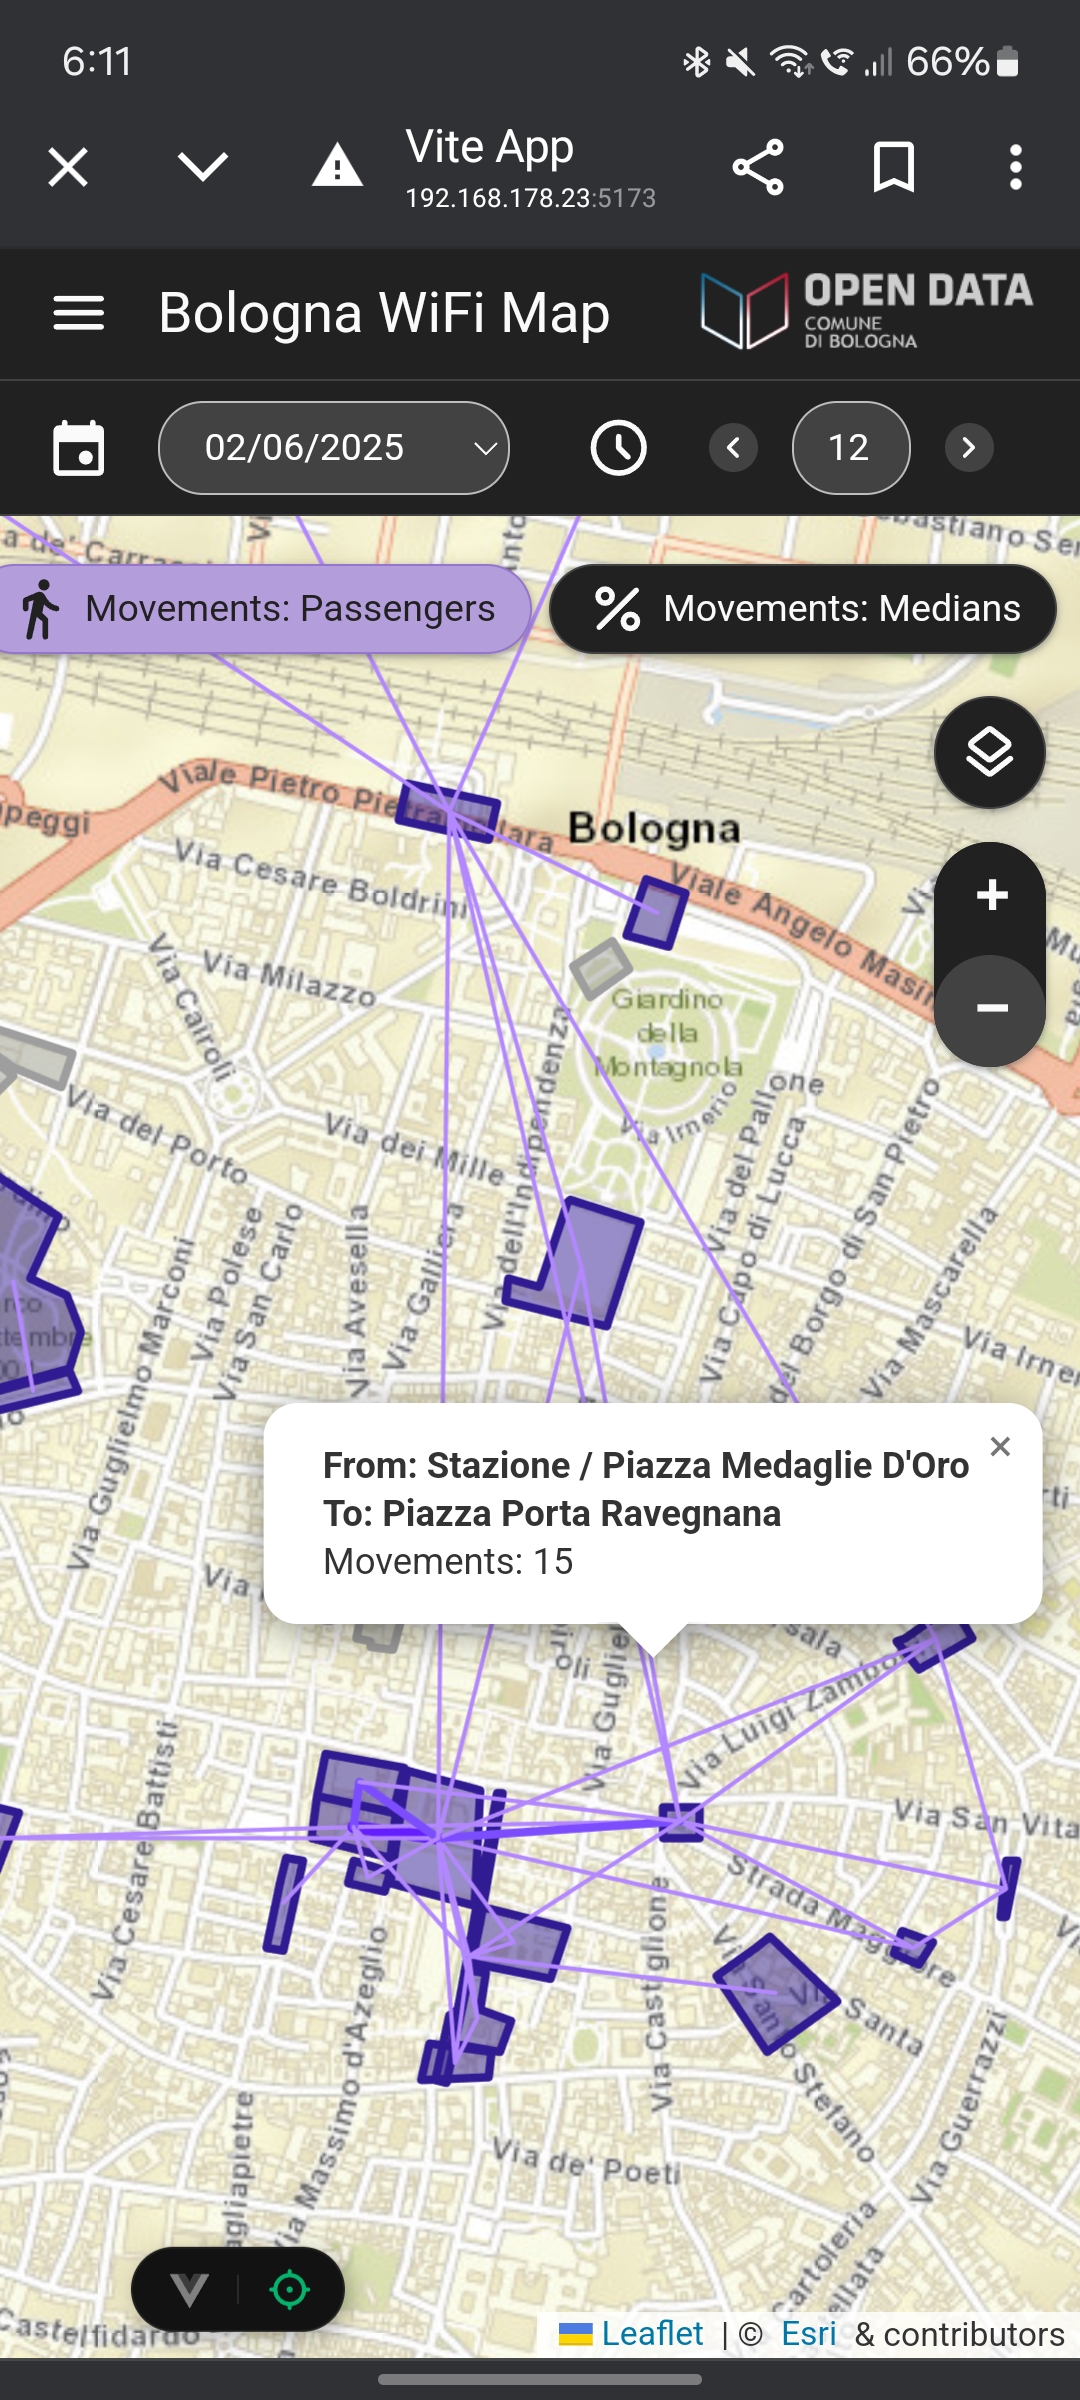 6:11
66%
Vite App
192.168.178.23:5173
Bologna WiFi Map
OPEN DATA
COMUNE
DI BOLOGNA
02/06/2025
12
Movements: Passengers
Movements: Medians
Viale Pietro
Bologna
Via Cesare Boldrini
Viale Angelo Masini
Via Milazzo
Via Cairoli
Giardino
della
Montagnola
Via Irnerio
Via del Porto
Via dei Mille
Via dell'Indipendenza
Via del Pallone
Via Capo di Lucca
del Borgo di San Pietro
Via Mascarella
Via Polese
Via San Carlo
Via Avesella
Via Galliera
Via Guglielmo Marconi
From: Stazione / Piazza Medaglie D'Oro
To: Piazza Porta Ravegnana
Movements: 15
Via Luigi Zambo
Via San Vita
Via Cesare Battisti
Strada Maggiore
Via Castiglione
Via Santa
Via Santo Stefano
Via Massimo d'Azeglio
Via Guerrazzi
Via de' Poeti
Cartoleria
Castelfidardo
Leaflet | © Esri & contributors